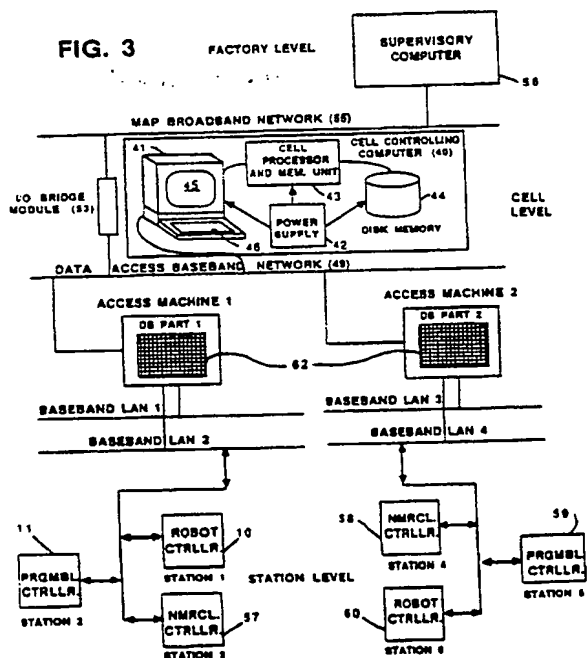 FIG. 3
FACTORY LEVEL
SUPERVISORY
COMPUTER
56
MAP BROADBAND NETWORK (55)
41
CELL
PROCESSOR
AND MEM. UNIT
CELL CONTROLLING
COMPUTER (40)
45
43
44
I/O BRIDGE
MODULE (53)
CELL
LEVEL
POWER
SUPPLY
46
42
DISK MEMORY
DATA ACCESS BASEBAND NETWORK (49)
ACCESS MACHINE 1
ACCESS MACHINE 2
DB PART 1
DB PART 2
62
BASEBAND LAN 1
BASEBAND LAN 3
BASEBAND LAN 2
BASEBAND LAN 4
11
ROBOT
CTRLLR.
10
58
NMRCL.
CTRLLR.
59
PRGMBL.
CTRLLR.
STATION 1
STATION LEVEL
STATION 4
PRGMBL.
CTRLLR.
STATION 2
NMRCL.
CTRLLR.
57
60
ROBOT
CTRLLR.
STATION 5
STATION 3
STATION 6